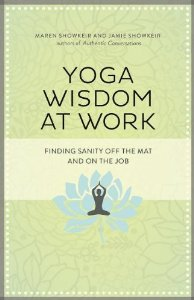 MAREN SHOWKEIR AND JAMIE SHOWKEIR
authors of Authentic Conversations
YOGA
WISDOM
AT WORK
FINDING SANITY OFF THE MAT
AND ON THE JOB